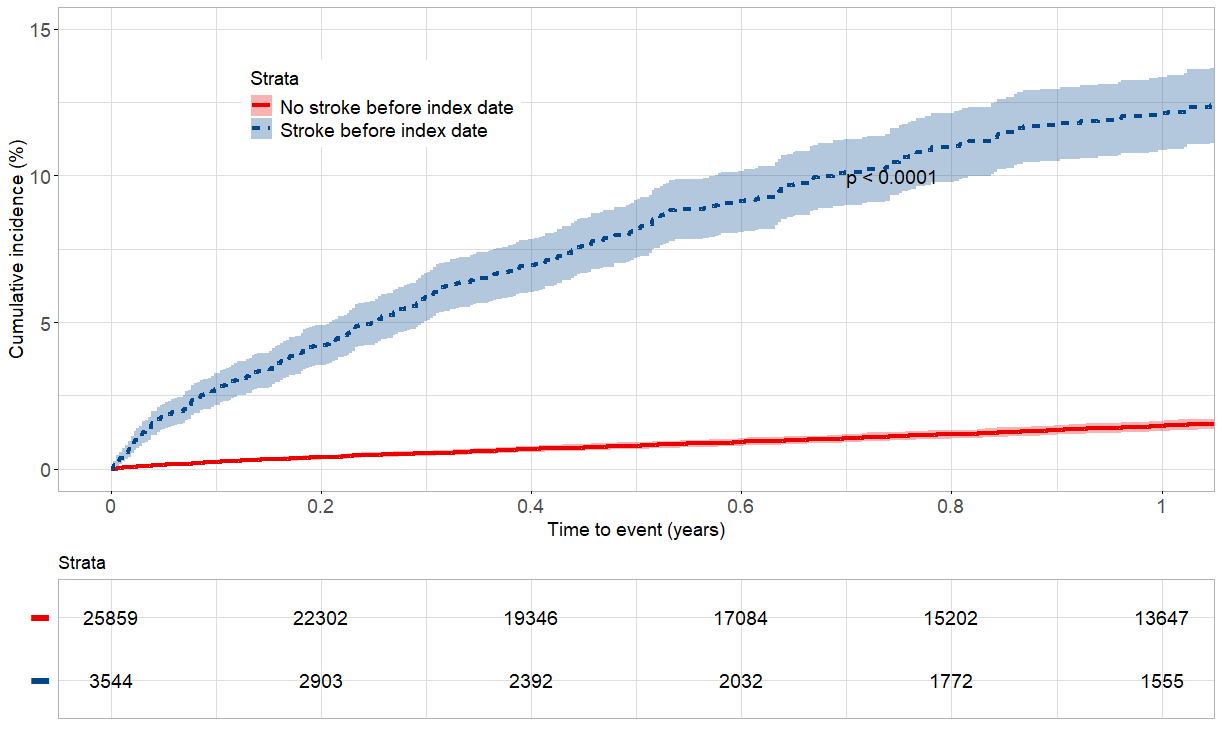 15
10
5
0
Cumulative incidence (%)
Strata
No stroke before index date
Stroke before index date
p < 0.0001
0 0.2 0.4 0.6 0.8 1
Time to event (years)
Strata
25859 22302 19346 17084 15202 13647
3544 2903 2392 2032 1772 1555